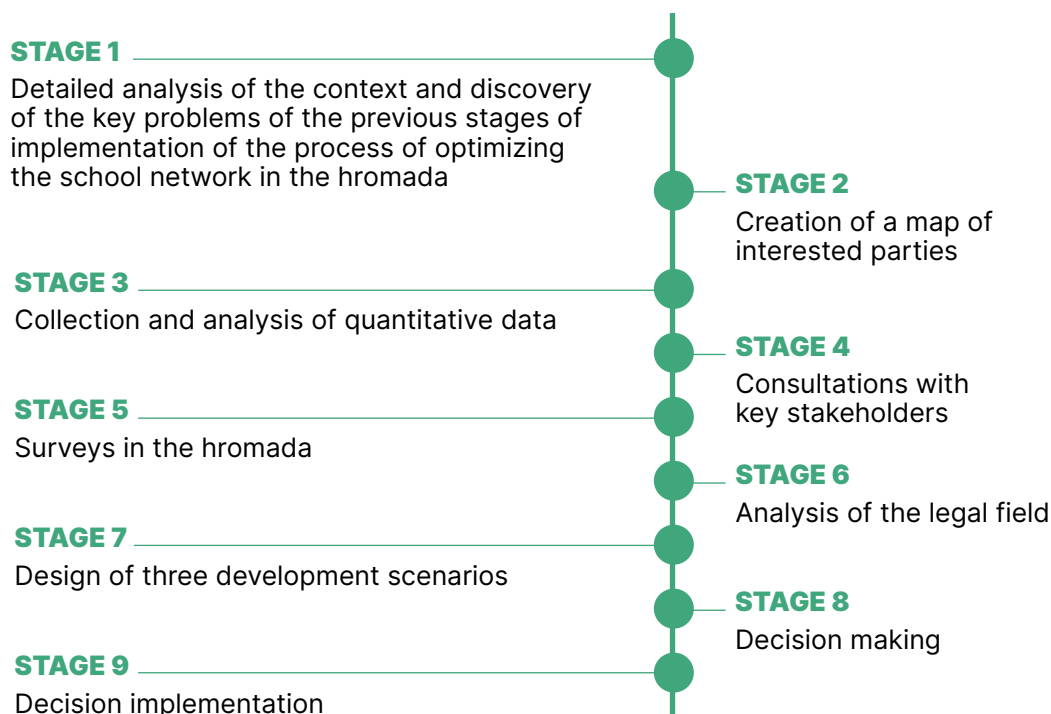 STAGE 1
Detailed analysis of the context and discovery
of the key problems of the previous stages of
implementation of the process of optimizing
the school network in the hromada
STAGE 2
Creation of a map of
interested parties
STAGE 3
Collection and analysis of quantitative data
STAGE 4
Consultations with
key stakeholders
STAGE 5
Surveys in the hromada
STAGE 6
Analysis of the legal field
STAGE 7
Design of three development scenarios
STAGE 8
Decision making
STAGE 9
Decision implementation